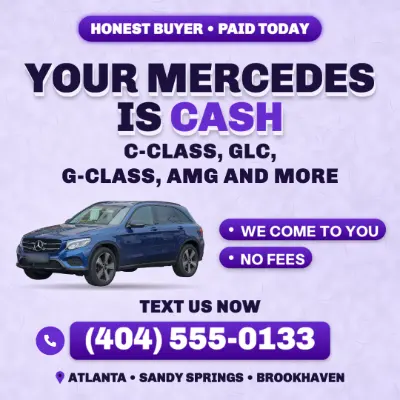 HONEST BUYER • PAID TODAY
YOUR MERCEDES
IS CASH
C-CLASS, GLC,
G-CLASS, AMG AND MORE
• WE COME TO YOU
• NO FEES
TEXT US NOW
(404) 555-0133
ATLANTA • SANDY SPRINGS • BROOKHAVEN